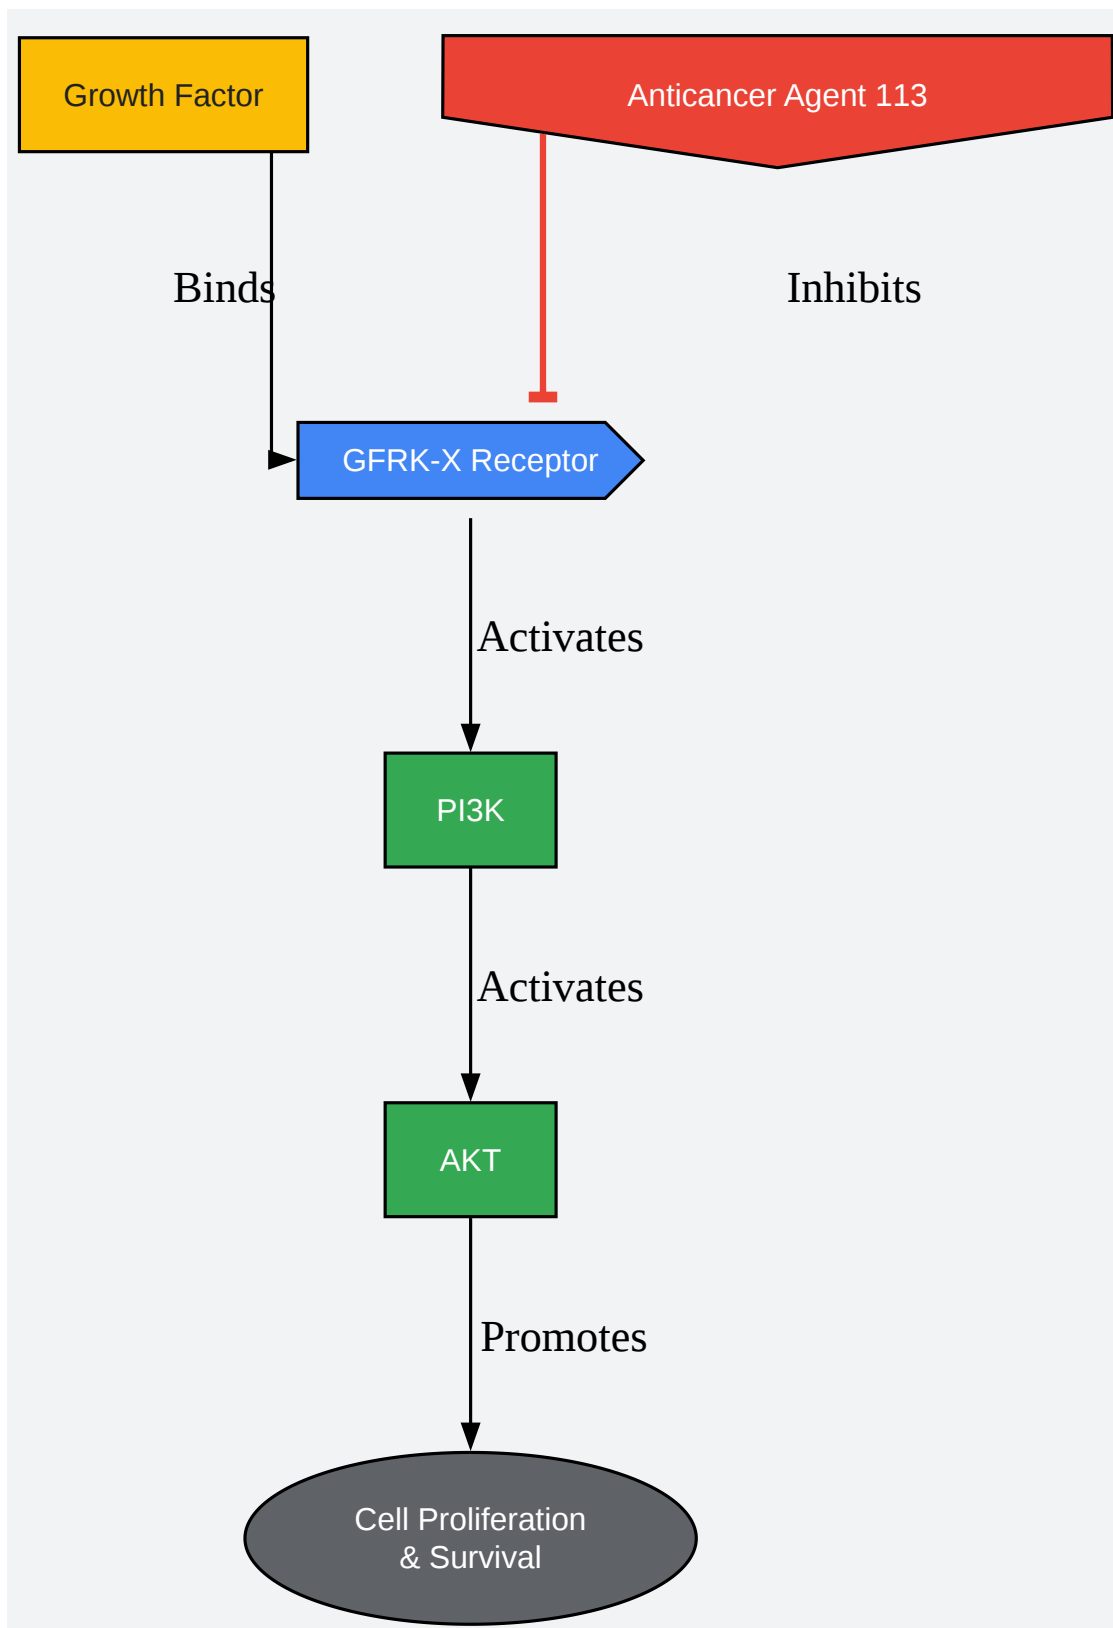 Growth Factor
Anticancer Agent 113
Binds
Inhibits
GFRK-X Receptor
Activates
PI3K
Activates
AKT
Promotes
Cell Proliferation
& Survival